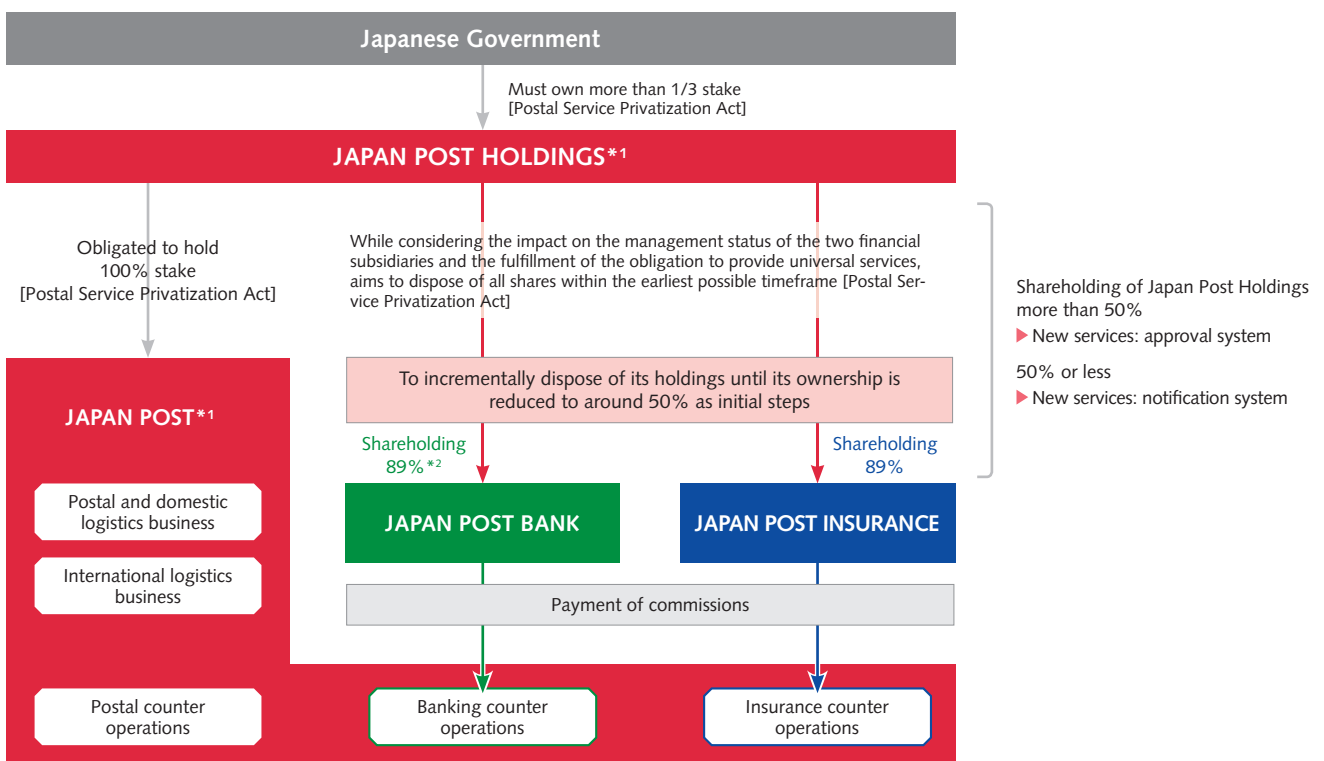 Japanese Government
Must own more than 1/3 stake
[Postal Service Privatization Act]
JAPAN POST HOLDINGS*1
Obligated to hold
100% stake
[Postal Service Privatization Act]
While considering the impact on the management status of the two financial
subsidiaries and the fulfillment of the obligation to provide universal services,
aims to dispose of all shares within the earliest possible timeframe [Postal Ser-
vice Privatization Act]
Shareholding of Japan Post Holdings
more than 50%
▶ New services: approval system
50% or less
▶ New services: notification system
To incrementally dispose of its holdings until its ownership is
reduced to around 50% as initial steps
JAPAN POST*1
Shareholding
89%*2
Shareholding
89%
Postal and domestic
logistics business
JAPAN POST BANK
JAPAN POST INSURANCE
International logistics
business
Payment of commissions
Postal counter
operations
Banking counter
operations
Insurance counter
operations